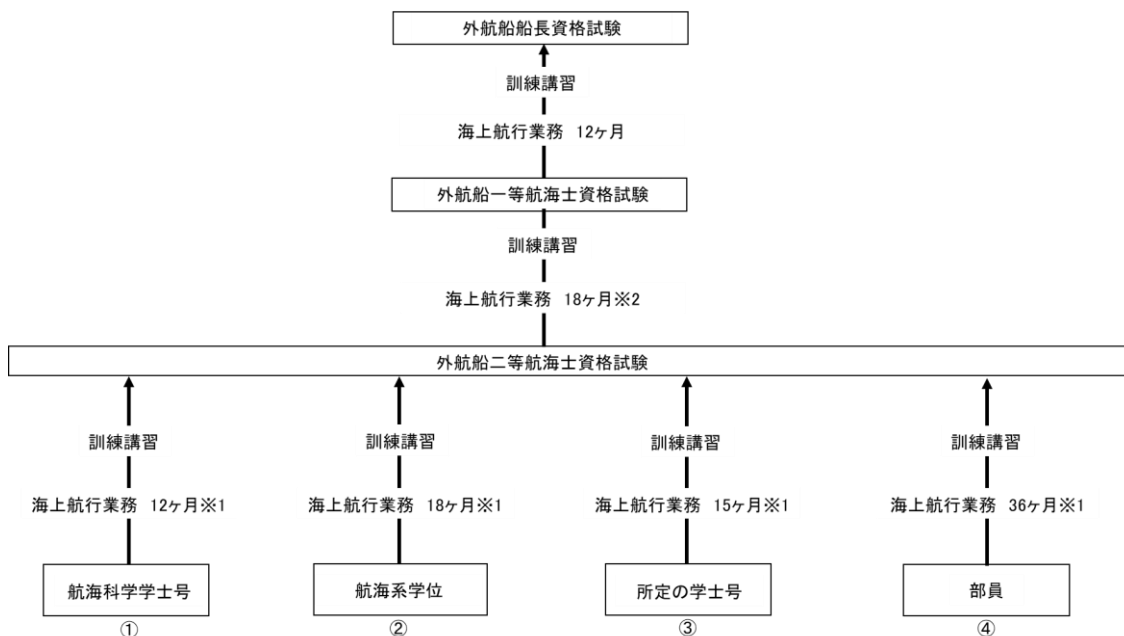 外航船船長資格試験
訓練講習
海上航行業務 12ヶ月
外航船一等航海士資格試験
訓練講習
海上航行業務 18ヶ月※2
外航船二等航海士資格試験
訓練講習 訓練講習 訓練講習 訓練講習
海上航行業務 12ヶ月※1 海上航行業務 18ヶ月※1 海上航行業務 15ヶ月※1 海上航行業務 36ヶ月※1
航海科学学士号 航海系学位 所定の学士号 部員
① ② ③ ④